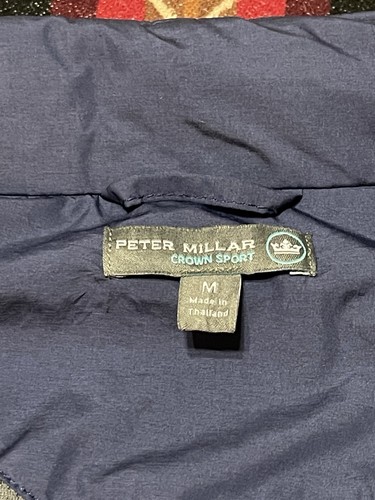 PETER MILLAR
CROWN SPORT
M
Made in
Thailand